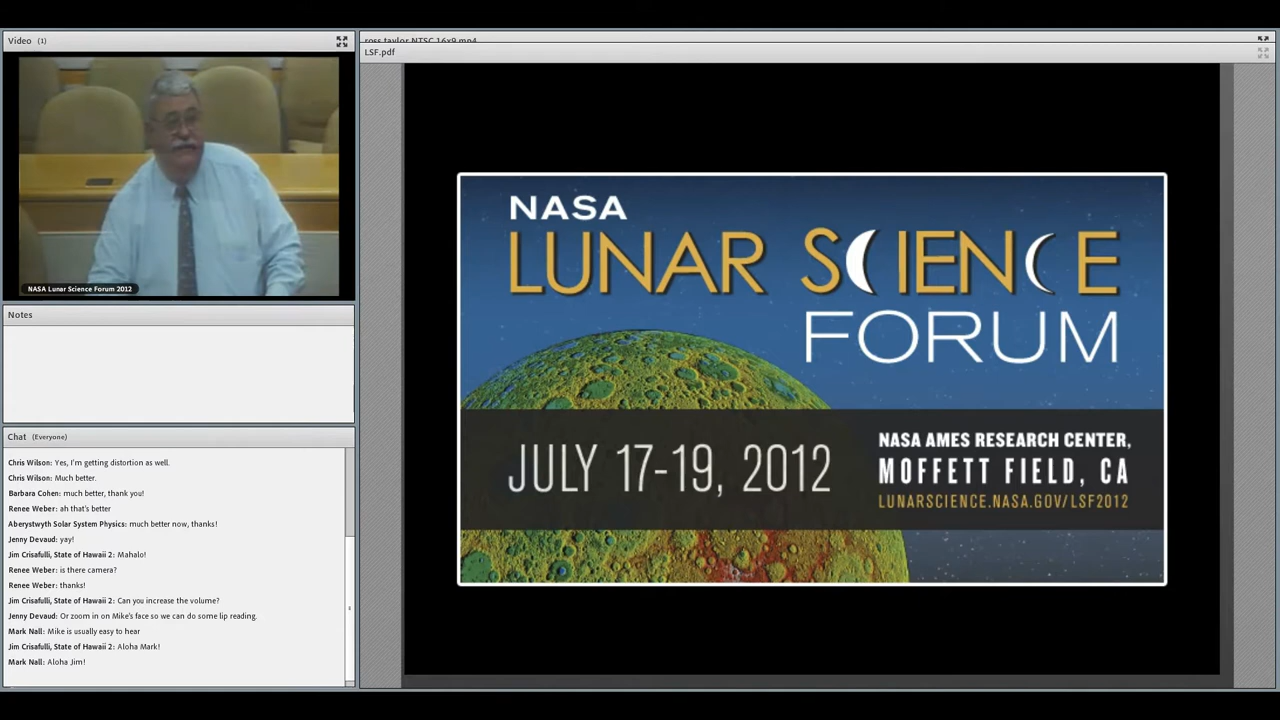 Video (1)
NASA Lunar Science Forum 2012
Notes
Chat (Everyone)
Chris Wilson: Yes, I'm getting distortion as well.
Chris Wilson: Much better.
Barbara Cohen: much better, thank you!
Renee Weber: ah that's better
Aberystwyth Solar System Physics: much better now, thanks!
Jenny Devaud: yay!
Jim Crisafulli, State of Hawaii 2: Mahalo!
Renee Weber: is there camera?
Renee Weber: thanks!
Jim Crisafulli, State of Hawaii 2: Can you increase the volume?
Jenny Devaud: Or zoom in on Mike's face so we can do some lip reading.
Mark Nall: Mike is usually easy to hear
Jim Crisafulli, State of Hawaii 2: Aloha Mark!
Mark Nall: Aloha Jim!
ross taylor NTSC 16x9.mp4
LSF.pdf
NASA
LUNAR SCIENCE
FORUM
JULY 17-19, 2012
NASA AMES RESEARCH CENTER,
MOFFETT FIELD, CA
LUNARSCIENCE.NASA.GOV/LSF2012